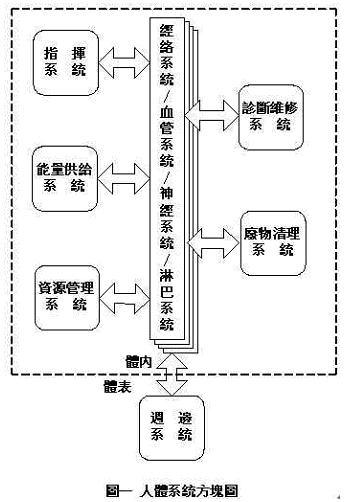 指 揮
系 統
能量供給
系 統
資源管理
系 統
經絡系統/血管系統/神經系統/淋巴系統
診斷維修
系 統
廢物清理
系 統
體內
體表
週 邊
系 統
圖一 人體系統方塊圖